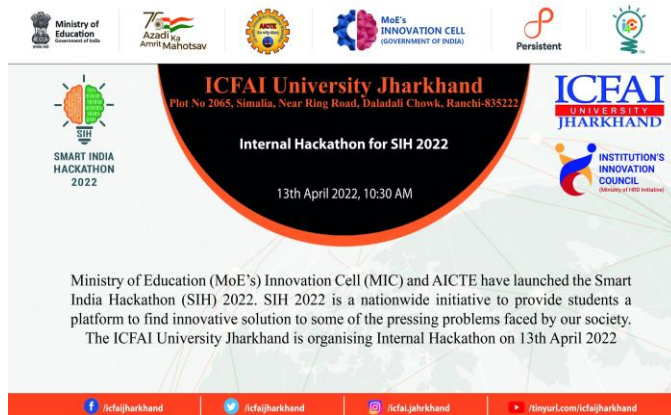 Ministry of
Education
Government of India
75
Azadi Ka
Amrit Mahotsav
AICTE
MoE's
INNOVATION CELL
(GOVERNMENT OF INDIA)
Persistent
SIH
SMART INDIA
HACKATHON
2022
ICFAI University Jharkhand
Plot No 2065, Simalia, Near Ring Road, Daladali Chowk, Ranchi-835222
Internal Hackathon for SIH 2022
13th April 2022, 10:30 AM
ICFAI
UNIVERSITY
JHARKHAND
INSTITUTION'S
INNOVATION
COUNCIL
(Ministry of HRD Initiative)
Ministry of Education (MoE's) Innovation Cell (MIC) and AICTE have launched the Smart
India Hackathon (SIH) 2022. SIH 2022 is a nationwide initiative to provide students a
platform to find innovative solution to some of the pressing problems faced by our society.
The ICFAI University Jharkhand is organising Internal Hackathon on 13th April 2022
/icfaijharkhand
/icfaijharkhand
/icfai.jahrkhand
/tinyurl.com/icfaijharkhand